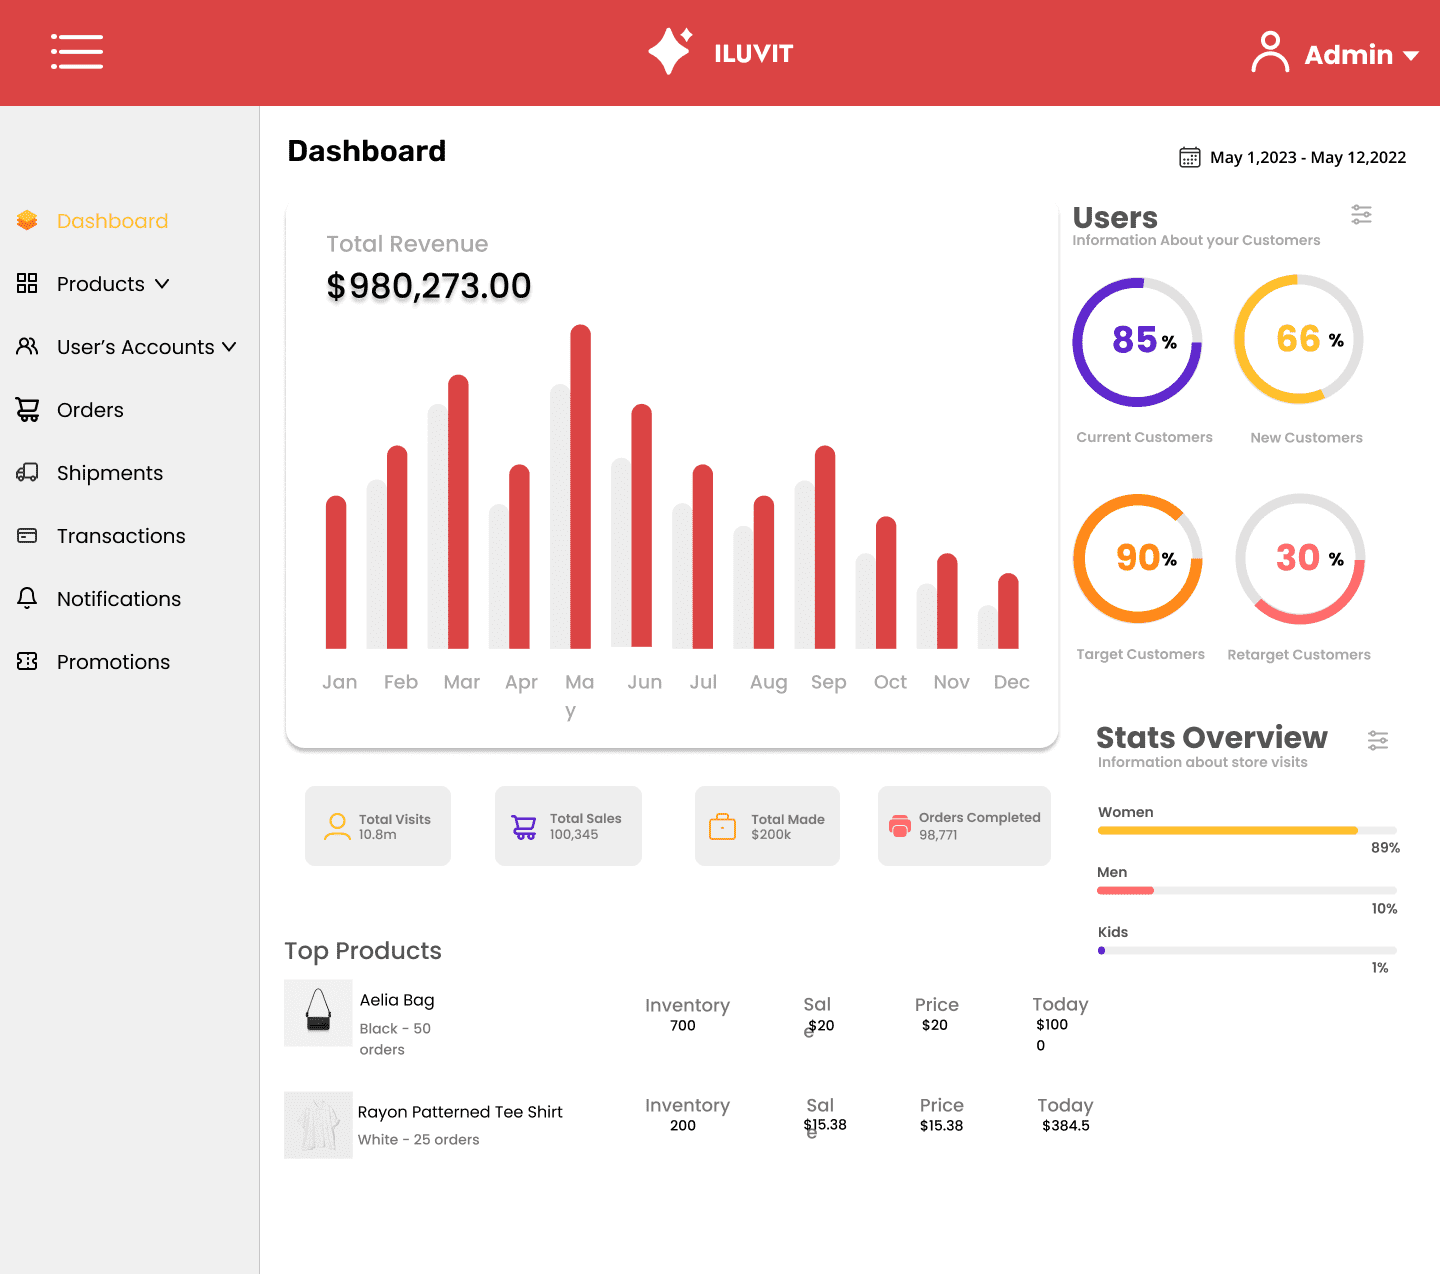 ILUVIT
Admin
Dashboard
May 1,2023 - May 12,2022
Dashboard
Products
User’s Accounts
Orders
Shipments
Transactions
Notifications
Promotions
Total Revenue
$980,273.00
Jan Feb Mar Apr Ma Jun Jul Aug Sep Oct Nov Dec
y
Users
Information About your Customers
85%
66 %
Current Customers
New Customers
90%
30 %
Target Customers
Retarget Customers
Stats Overview
Information about store visits
Women
89%
Men
10%
Kids
1%
Total Visits
10.8m
Total Sales
100,345
Total Made
$200k
Orders Completed
98,771
Top Products
Aelia Bag
Black - 50
orders
Inventory
700
Sal
e
$20
Price
$20
Today
$100
0
Rayon Patterned Tee Shirt
White - 25 orders
Inventory
200
Sal
e
$15.38
Price
$15.38
Today
$384.5